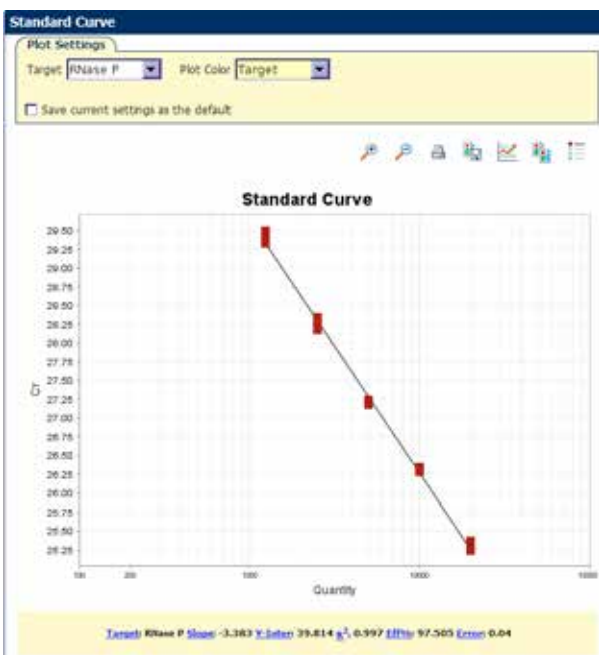 Standard Curve
Plot Settings
Target RNase P Plot Color Target
Save current settings as the default
Standard Curve
29.50
29.25
29.00
28.75
28.50
28.25
28.00
27.75
27.50
27.25
27.00
26.75
26.50
26.25
26.00
25.75
25.50
25.25
CT
1000
Quantity
Target: RNase P Slope: -3.383 Y-Inter: 39.814 R², 0.997 Eff%: 97.505 Error: 0.04